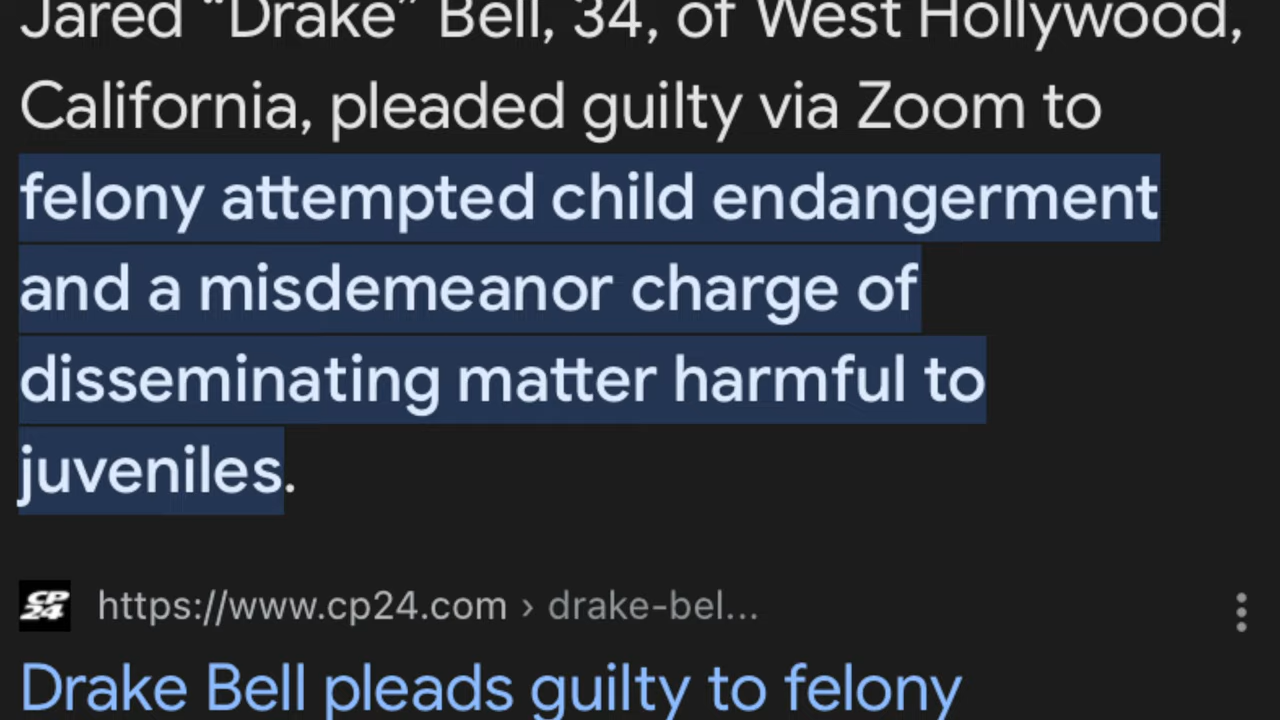 Jared “Drake” Bell, 34, of West Hollywood,
California, pleaded guilty via Zoom to
felony attempted child endangerment
and a misdemeanor charge of
disseminating matter harmful to
juveniles.
CP
24
https://www.cp24.com › drake-bel...
Drake Bell pleads guilty to felony